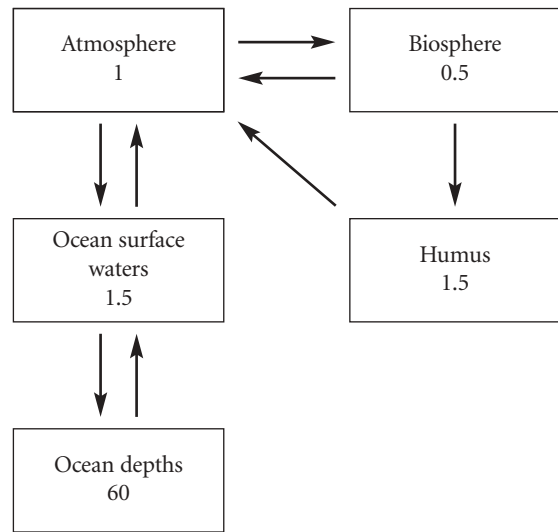 Atmosphere
1
Biosphere
0.5
Ocean surface
waters
1.5
Humus
1.5
Ocean depths
60